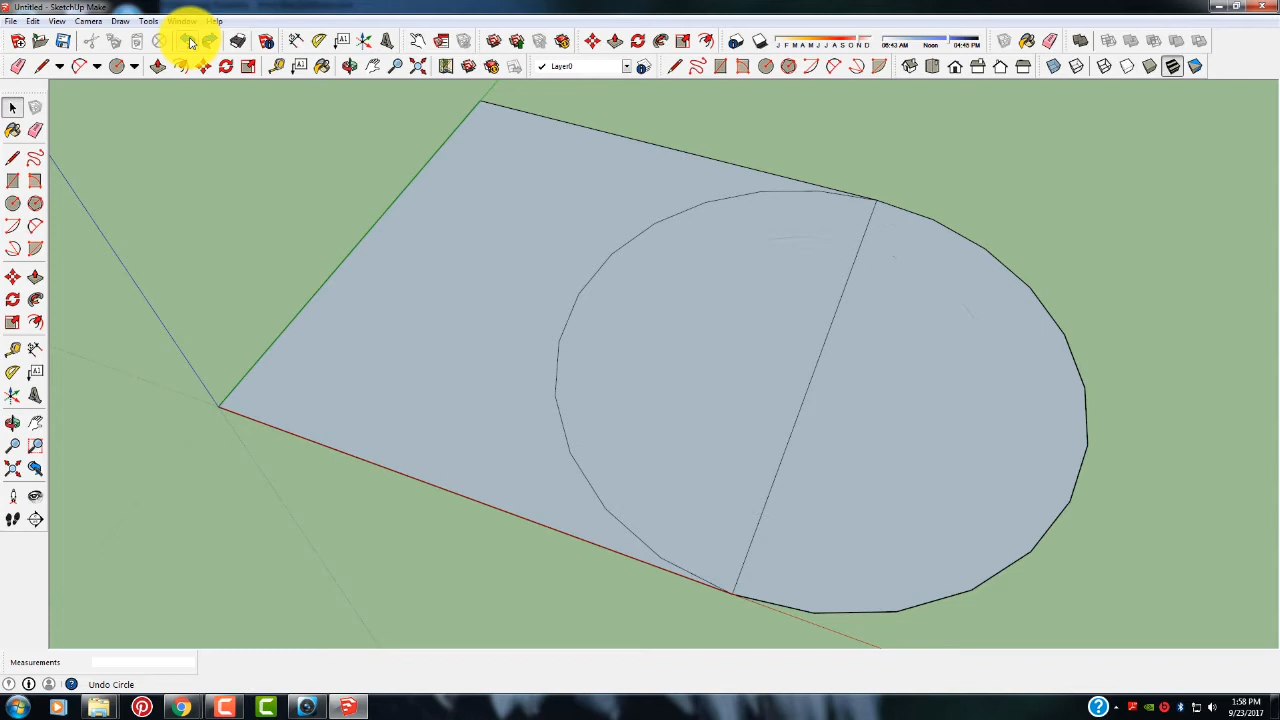 Untitled - SketchUp Make
File Edit View Camera Draw Tools Window Help
J F M A M J J A S O N D
06:43 AM Noon 04:45 PM
Layer0
Measurements
Undo Circle
1:58 PM
9/23/2017